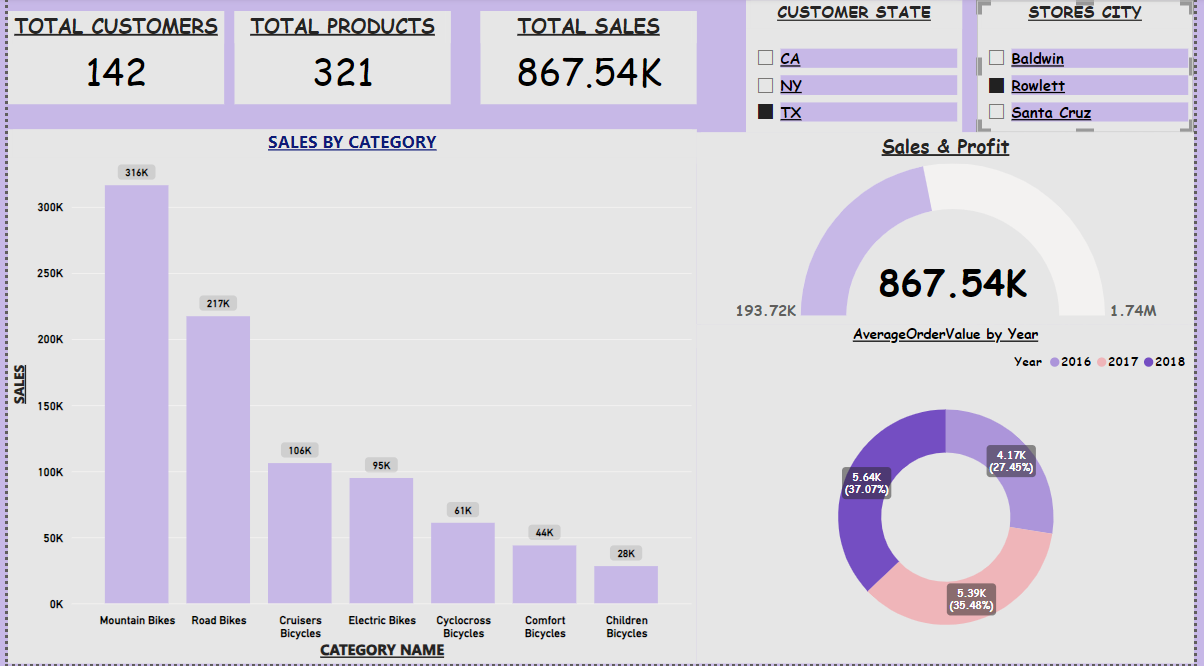 TOTAL CUSTOMERS
142
TOTAL PRODUCTS
321
TOTAL SALES
867.54K
CUSTOMER STATE
CA
NY
TX
STORES CITY
Baldwin
Rowlett
Santa Cruz
SALES BY CATEGORY
SALES
300K
250K
200K
150K
100K
50K
0K
316K
217K
106K
95K
61K
44K
28K
Mountain Bikes
Road Bikes
Cruisers
Bicycles
Electric Bikes
Cyclocross
Bicycles
Comfort
Bicycles
Children
Bicycles
CATEGORY NAME
Sales & Profit
867.54K
193.72K
1.74M
AverageOrderValue by Year
Year 2016 2017 2018
4.17K
(27.45%)
5.64K
(37.07%)
5.39K
(35.48%)